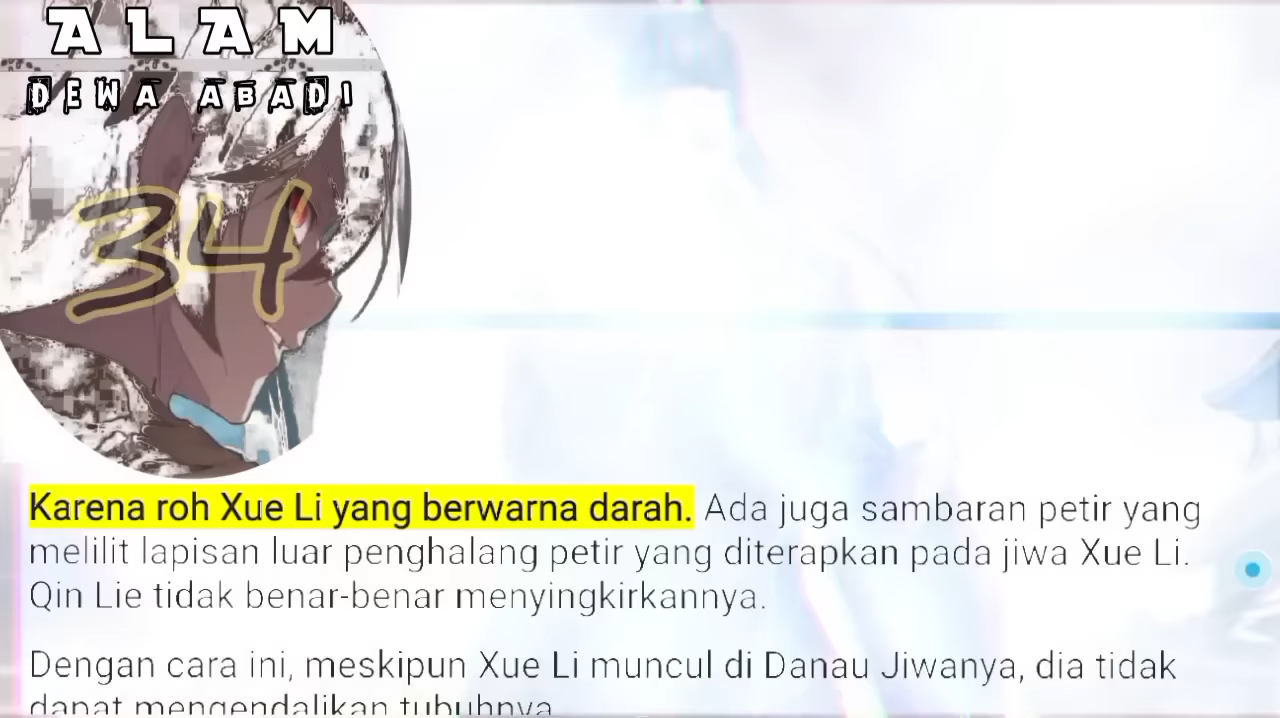 ALAM
DEWA ABADI
34
Karena roh Xue Li yang berwarna darah. Ada juga sambaran petir yang
melilit lapisan luar penghalang petir yang diterapkan pada jiwa Xue Li.
Qin Lie tidak benar-benar menyingkirkannya.
Dengan cara ini, meskipun Xue Li muncul di Danau Jiwanya, dia tidak
dapat mengendalikan tubuhnya.